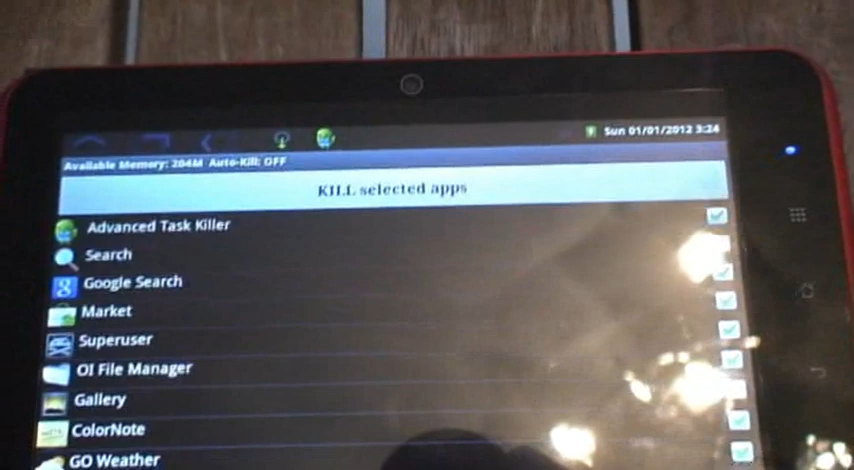 Sun 01/01/2012 3:24
Available Memory: 204M Auto-Kill: OFF
KILL selected apps
Advanced Task Killer
Search
Google Search
Market
Superuser
OI File Manager
Gallery
ColorNote
GO Weather